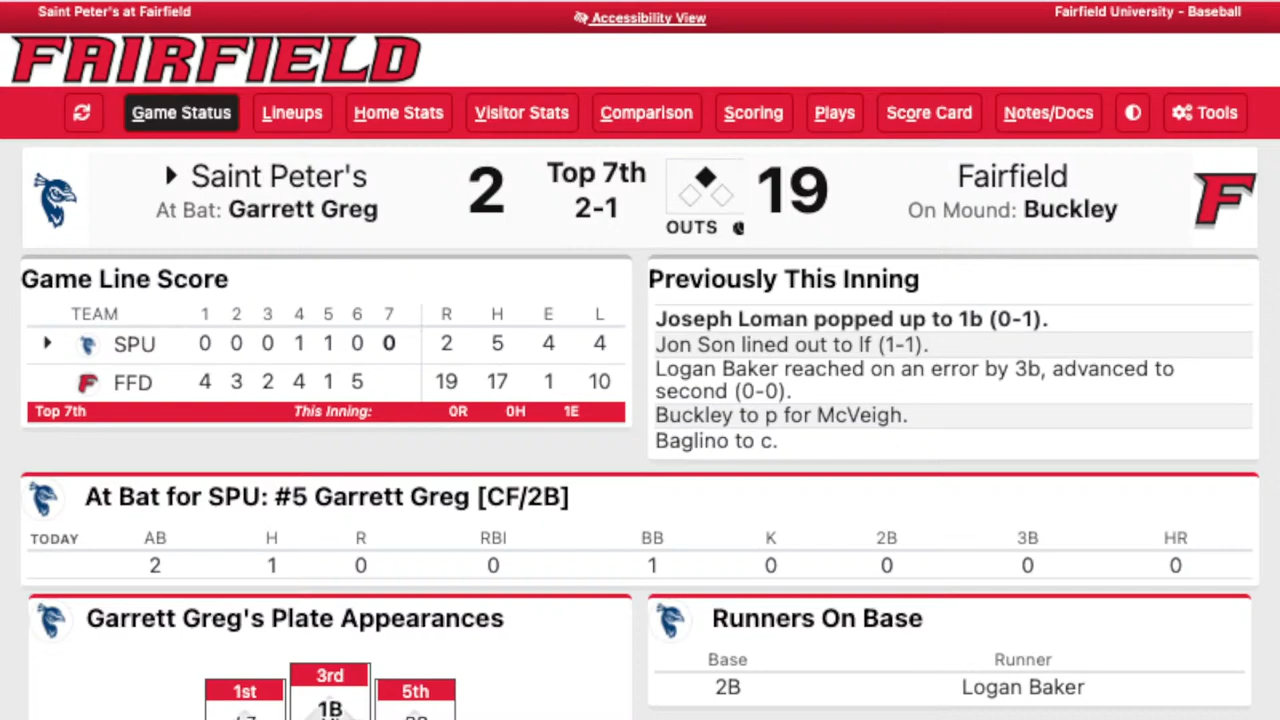 Saint Peter's at Fairfield
Accessibility View
Fairfield University - Baseball
FAIRFIELD
Game Status Lineups Home Stats Visitor Stats Comparison Scoring Plays Score Card Notes/Docs Tools
Saint Peter's 2 Top 7th 19 Fairfield
At Bat: Garrett Greg 2-1 On Mound: Buckley
OUTS
F
Game Line Score
TEAM 1 2 3 4 5 6 7 R H E L
SPU 0 0 0 1 1 0 0 2 5 4 4
FFD 4 3 2 4 1 5 19 17 1 10
Top 7th This Inning: 0R 0H 1E
Previously This Inning
Joseph Loman popped up to 1b (0-1).
Jon Son lined out to lf (1-1).
Logan Baker reached on an error by 3b, advanced to
second (0-0).
Buckley to p for McVeigh.
Baglino to c.
At Bat for SPU: #5 Garrett Greg [CF/2B]
TODAY AB H R RBI BB K 2B 3B HR
2 1 0 0 1 0 0 0 0
Garrett Greg's Plate Appearances
1st 3rd 5th
1B
Runners On Base
Base Runner
2B Logan Baker